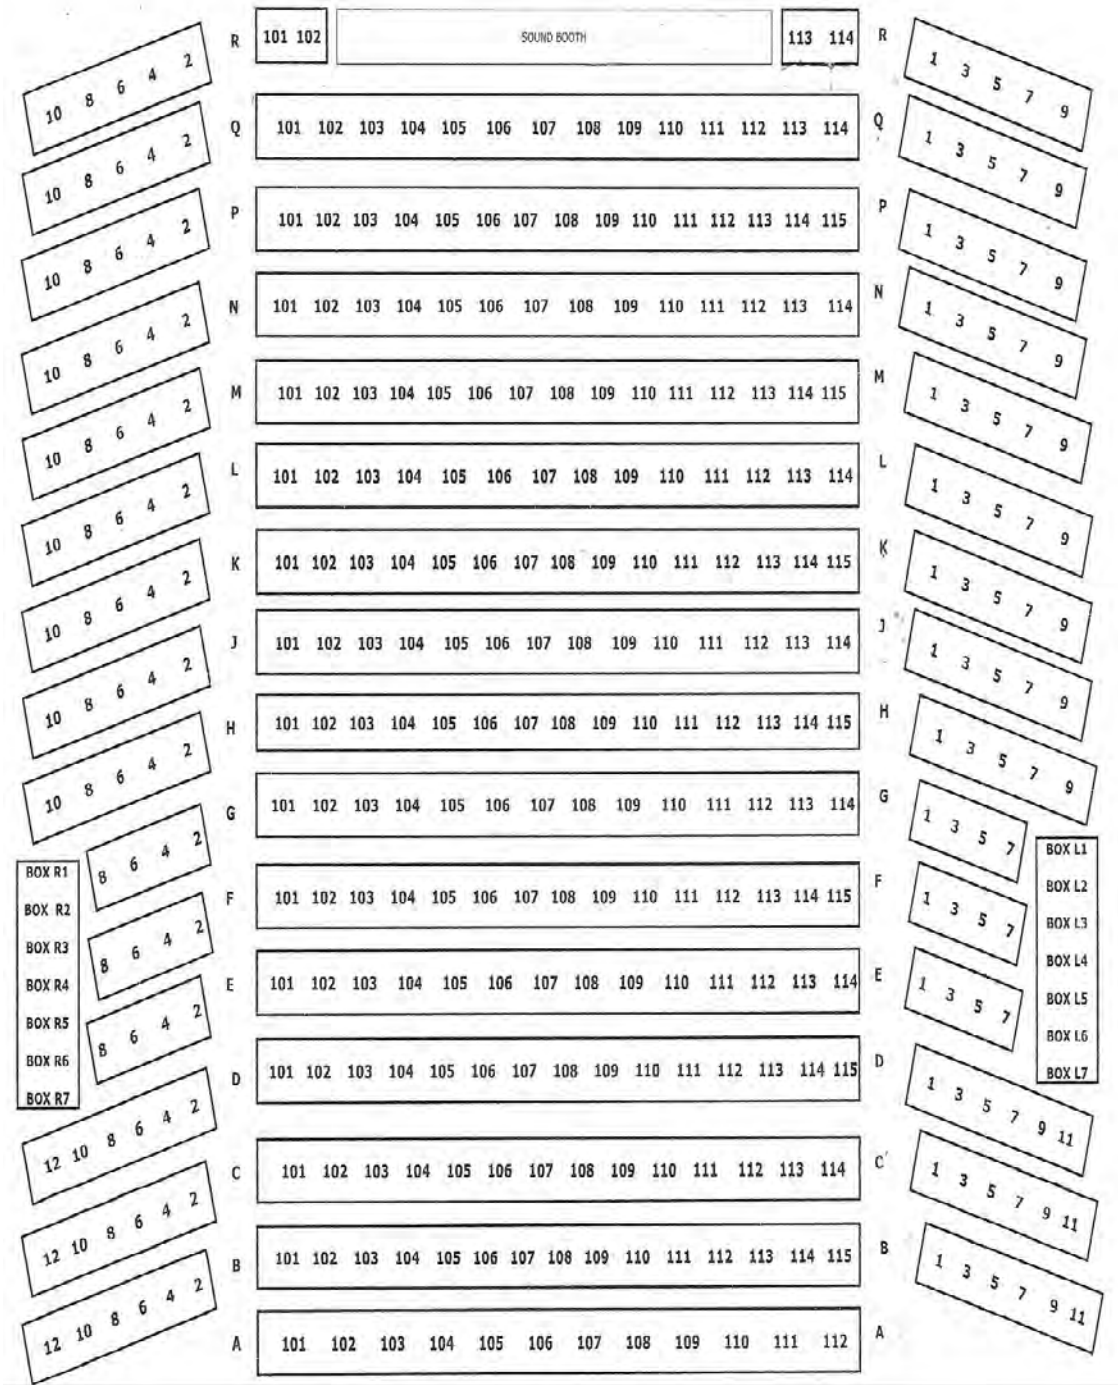 10 8 6 4 2 R 101 102 SOUND BOOTH 113 114 R 1 3 5 7 9
10 8 6 4 2 Q 101 102 103 104 105 106 107 108 109 110 111 112 113 114 Q 1 3 5 7 9
10 8 6 4 2 P 101 102 103 104 105 106 107 108 109 110 111 112 113 114 115 P 1 3 5 7 9
10 8 6 4 2 N 101 102 103 104 105 106 107 108 109 110 111 112 113 114 N 1 3 5 7 9
10 8 6 4 2 M 101 102 103 104 105 106 107 108 109 110 111 112 113 114 115 M 1 3 5 7 9
10 8 6 4 2 L 101 102 103 104 105 106 107 108 109 110 111 112 113 114 L 1 3 5 7 9
10 8 6 4 2 K 101 102 103 104 105 106 107 108 109 110 111 112 113 114 115 K 1 3 5 7 9
10 8 6 4 2 J 101 102 103 104 105 106 107 108 109 110 111 112 113 114 J 1 3 5 7 9
10 8 6 4 2 H 101 102 103 104 105 106 107 108 109 110 111 112 113 114 115 H 1 3 5 7 9
8 6 4 2 G 101 102 103 104 105 106 107 108 109 110 111 112 113 114 G 1 3 5 7
8 6 4 2 F 101 102 103 104 105 106 107 108 109 110 111 112 113 114 115 F 1 3 5 7
8 6 4 2 E 101 102 103 104 105 106 107 108 109 110 111 112 113 114 E 1 3 5 7
BOX R1
BOX R2
BOX R3
BOX R4
BOX R5
BOX R6
BOX R7
BOX L1
BOX L2
BOX L3
BOX L4
BOX L5
BOX L6
BOX L7
12 10 8 6 4 2 D 101 102 103 104 105 106 107 108 109 110 111 112 113 114 115 D 1 3 5 7 9 11
12 10 8 6 4 2 C 101 102 103 104 105 106 107 108 109 110 111 112 113 114 C 1 3 5 7 9 11
12 10 8 6 4 2 B 101 102 103 104 105 106 107 108 109 110 111 112 113 114 115 B 1 3 5 7 9 11
A 101 102 103 104 105 106 107 108 109 110 111 112 A